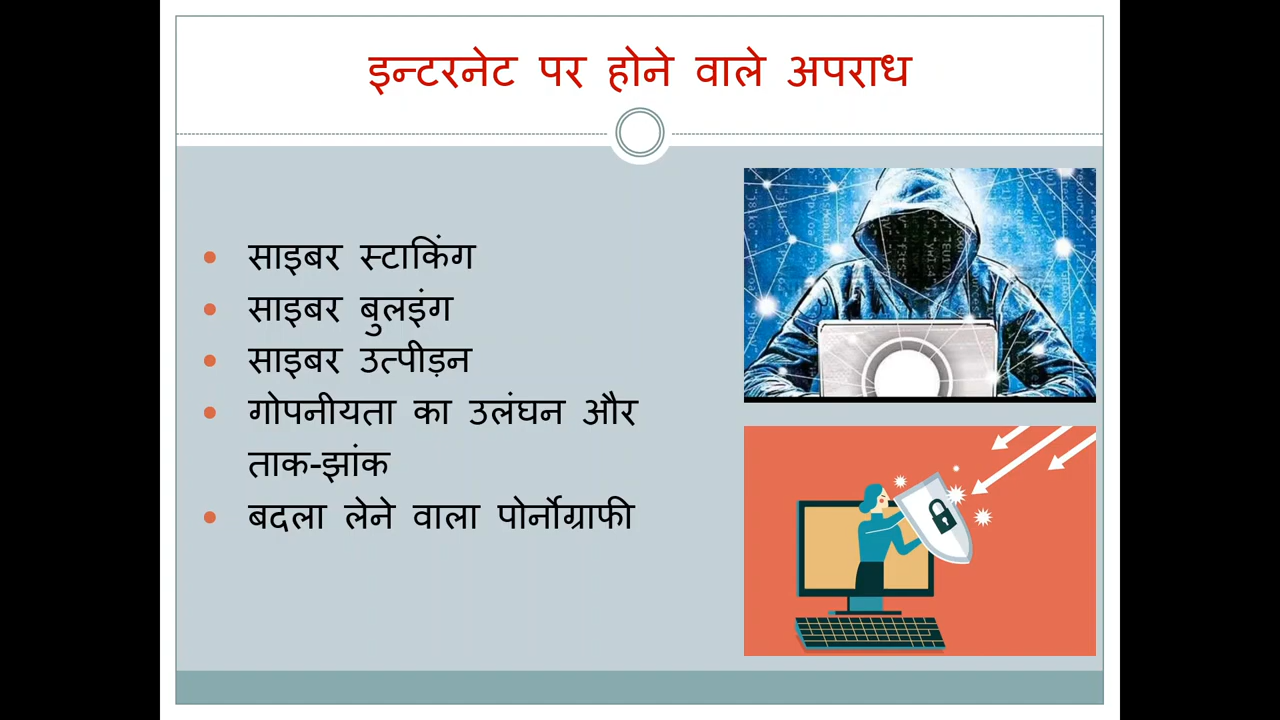 इन्टरनेट पर होने वाले अपराध
साइबर स्टाकिंग
साइबर बुलइंग
साइबर उत्पीड़न
गोपनीयता का उलंघन और
ताक-झांक
बदला लेने वाला पोर्नोग्राफी